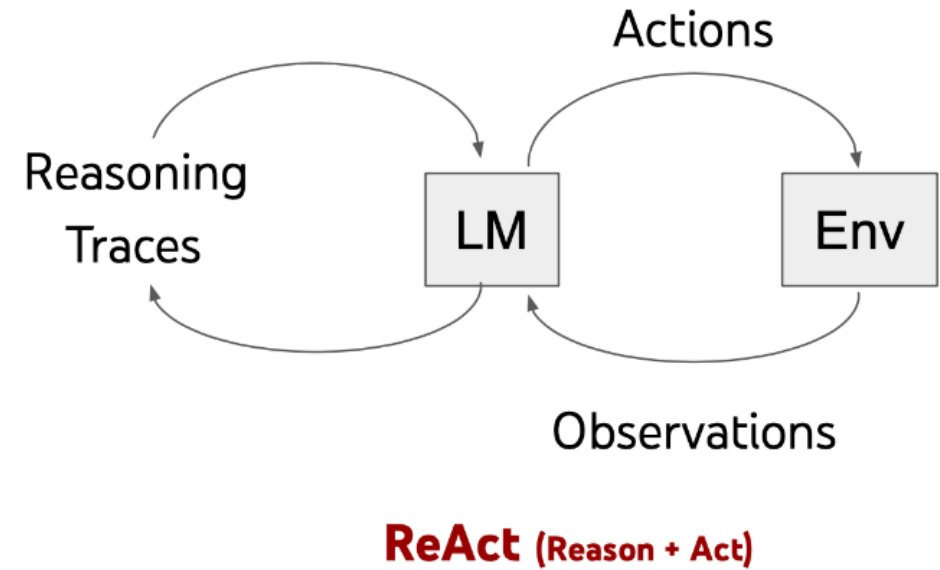 Actions
Reasoning
Traces
LM
Env
Observations
ReAct (Reason + Act)